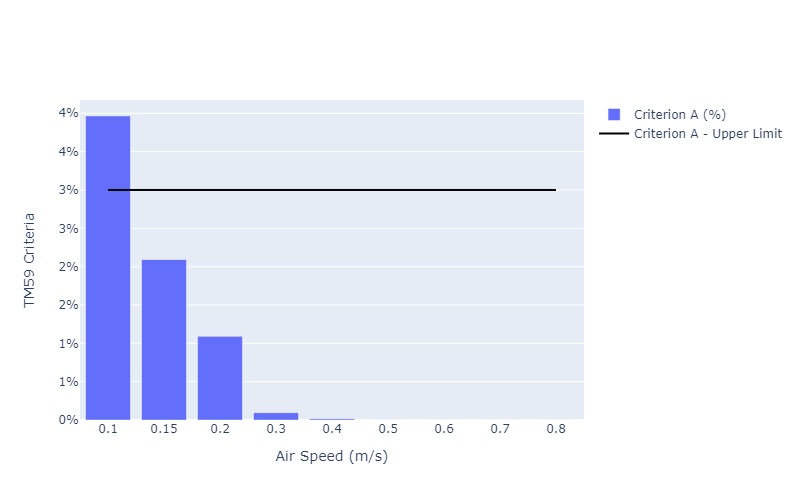 4%
4%
3%
3%
2%
2%
1%
1%
0%
TM59 Criteria
0.1 0.15 0.2 0.3 0.4 0.5 0.6 0.7 0.8
Air Speed (m/s)
Criterion A (%)
Criterion A - Upper Limit